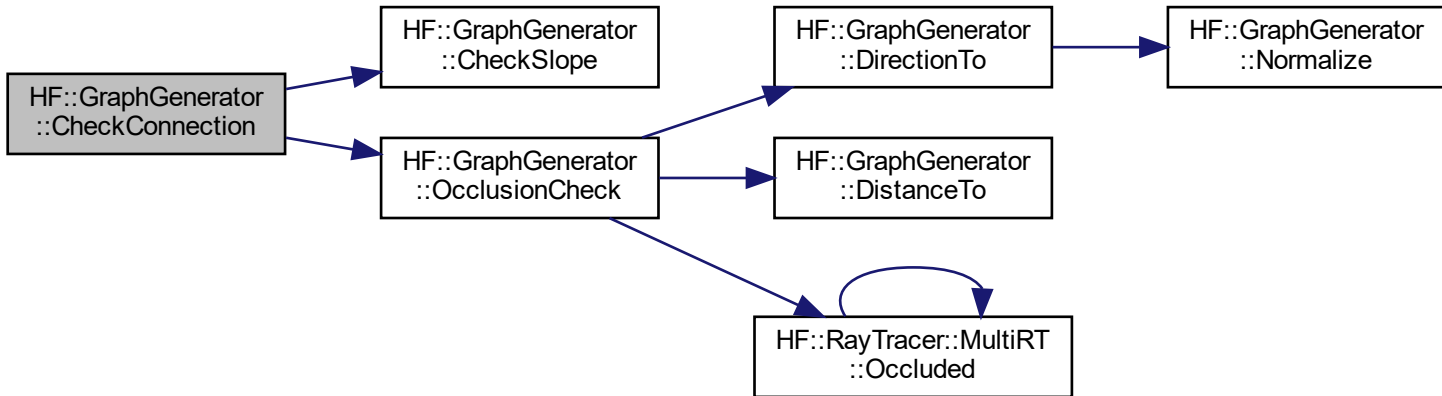 HF::GraphGenerator
::CheckConnection
HF::GraphGenerator
::CheckSlope
HF::GraphGenerator
::OcclusionCheck
HF::GraphGenerator
::DirectionTo
HF::GraphGenerator
::DistanceTo
HF::RayTracer::MultiRT
::Occluded
HF::GraphGenerator
::Normalize